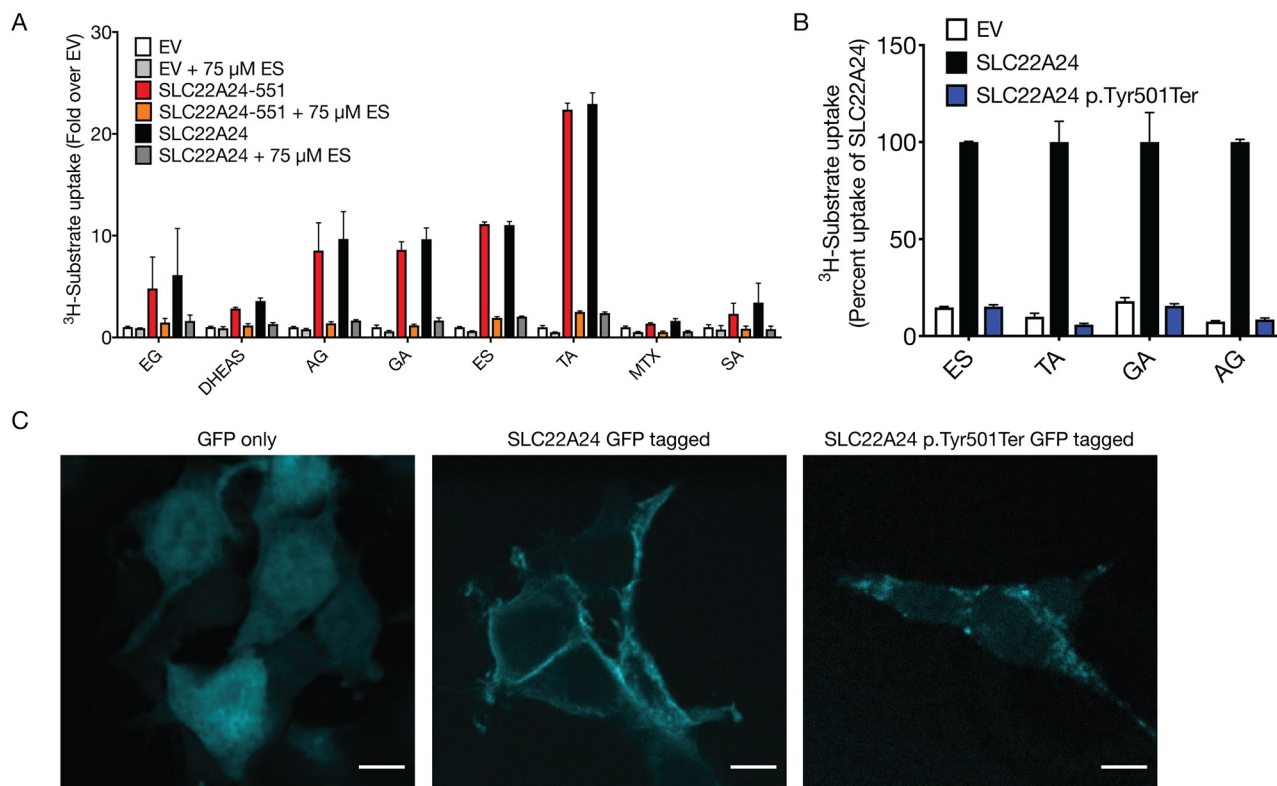 A
³H-Substrate uptake (Fold over EV)
30
20
10
0
EV
EV + 75 µM ES
SLC22A24-551
SLC22A24-551 + 75 µM ES
SLC22A24
SLC22A24 + 75 µM ES
EG
DHEAS
AG
GA
ES
TA
MTX
SA
B
³H-Substrate uptake
(Percent uptake of SLC22A24)
150
100
50
0
EV
SLC22A24
SLC22A24 p.Tyr501Ter
ES
TA
GA
AG
C
GFP only
SLC22A24 GFP tagged
SLC22A24 p.Tyr501Ter GFP tagged